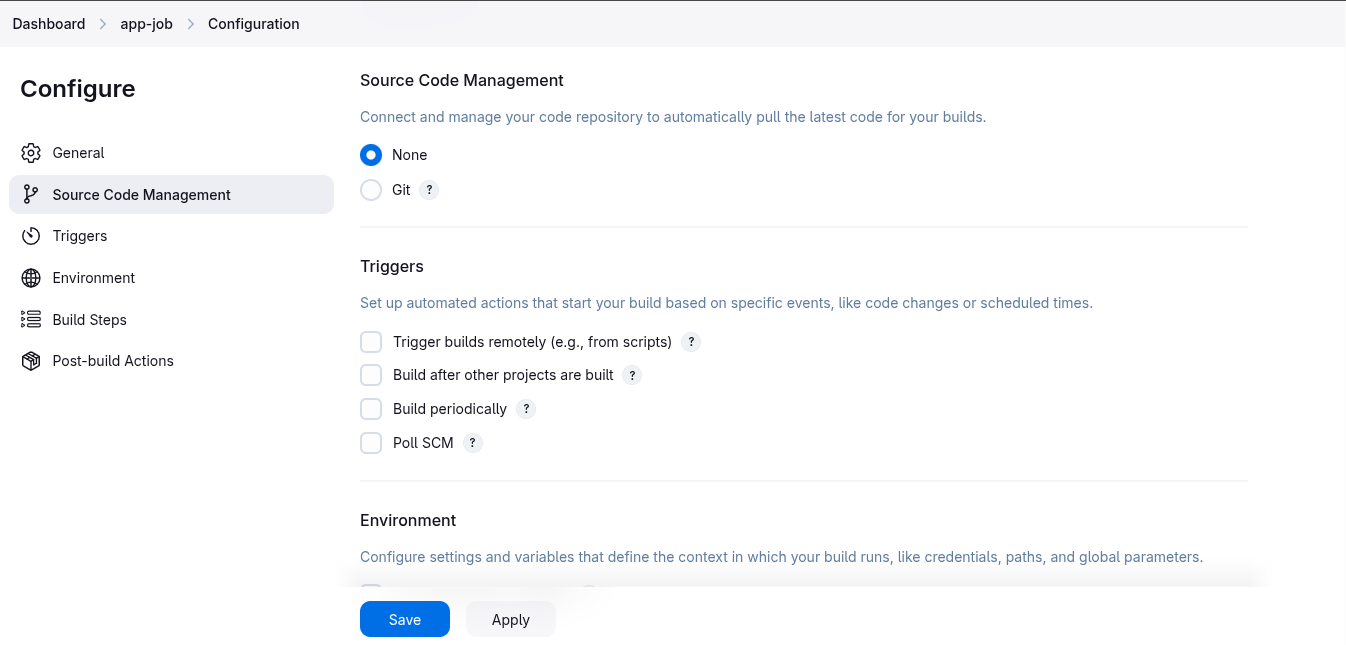 Dashboard > app-job > Configuration
Configure
General
Source Code Management
Triggers
Environment
Build Steps
Post-build Actions
Source Code Management
Connect and manage your code repository to automatically pull the latest code for your builds.
None
Git ?
Triggers
Set up automated actions that start your build based on specific events, like code changes or scheduled times.
Trigger builds remotely (e.g., from scripts) ?
Build after other projects are built ?
Build periodically ?
Poll SCM ?
Environment
Configure settings and variables that define the context in which your build runs, like credentials, paths, and global parameters.
Save Apply